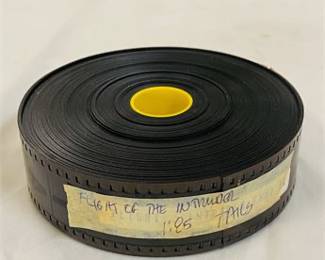 FLIGHT OF THE INTRUDER
1:85 TAILS